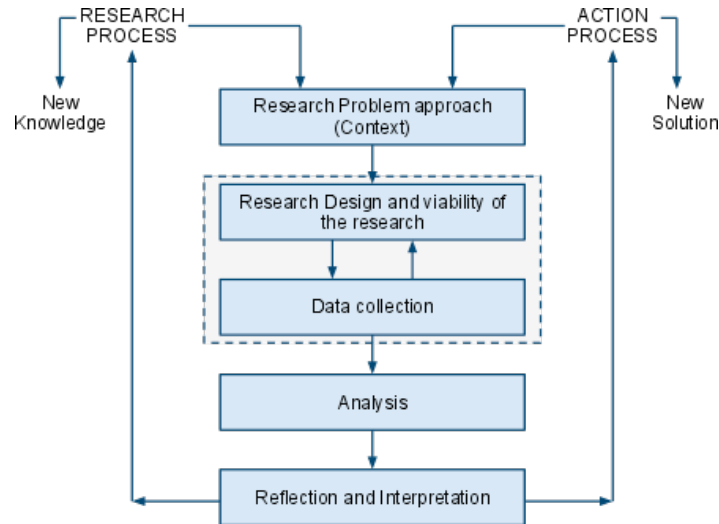 RESEARCH
PROCESS
ACTION
PROCESS
New
Knowledge
New
Solution
Research Problem approach
(Context)
Research Design and viability of
the research
Data collection
Analysis
Reflection and Interpretation